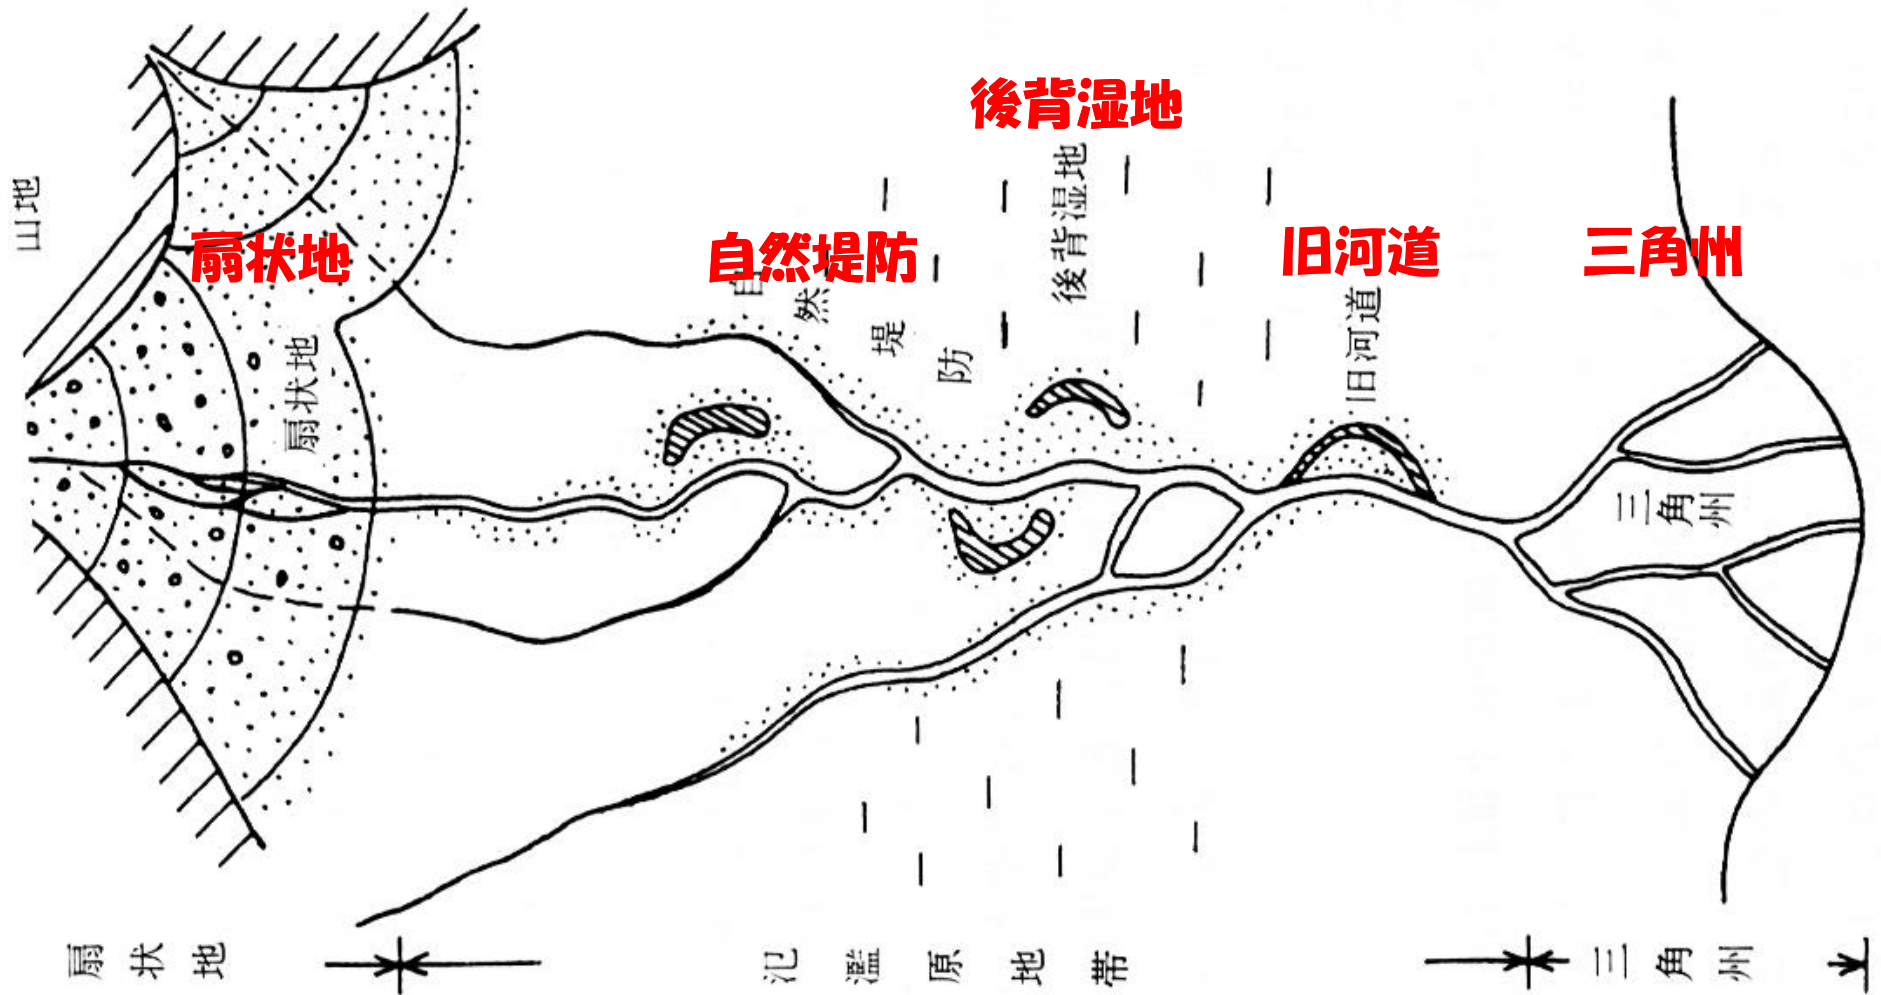 後背湿地
扇状地
自然堤防
旧河道
三角州
山地
扇状地
自然堤防
後背湿地
旧河道
三角州
扇状地
氾濫原地帯
三角州